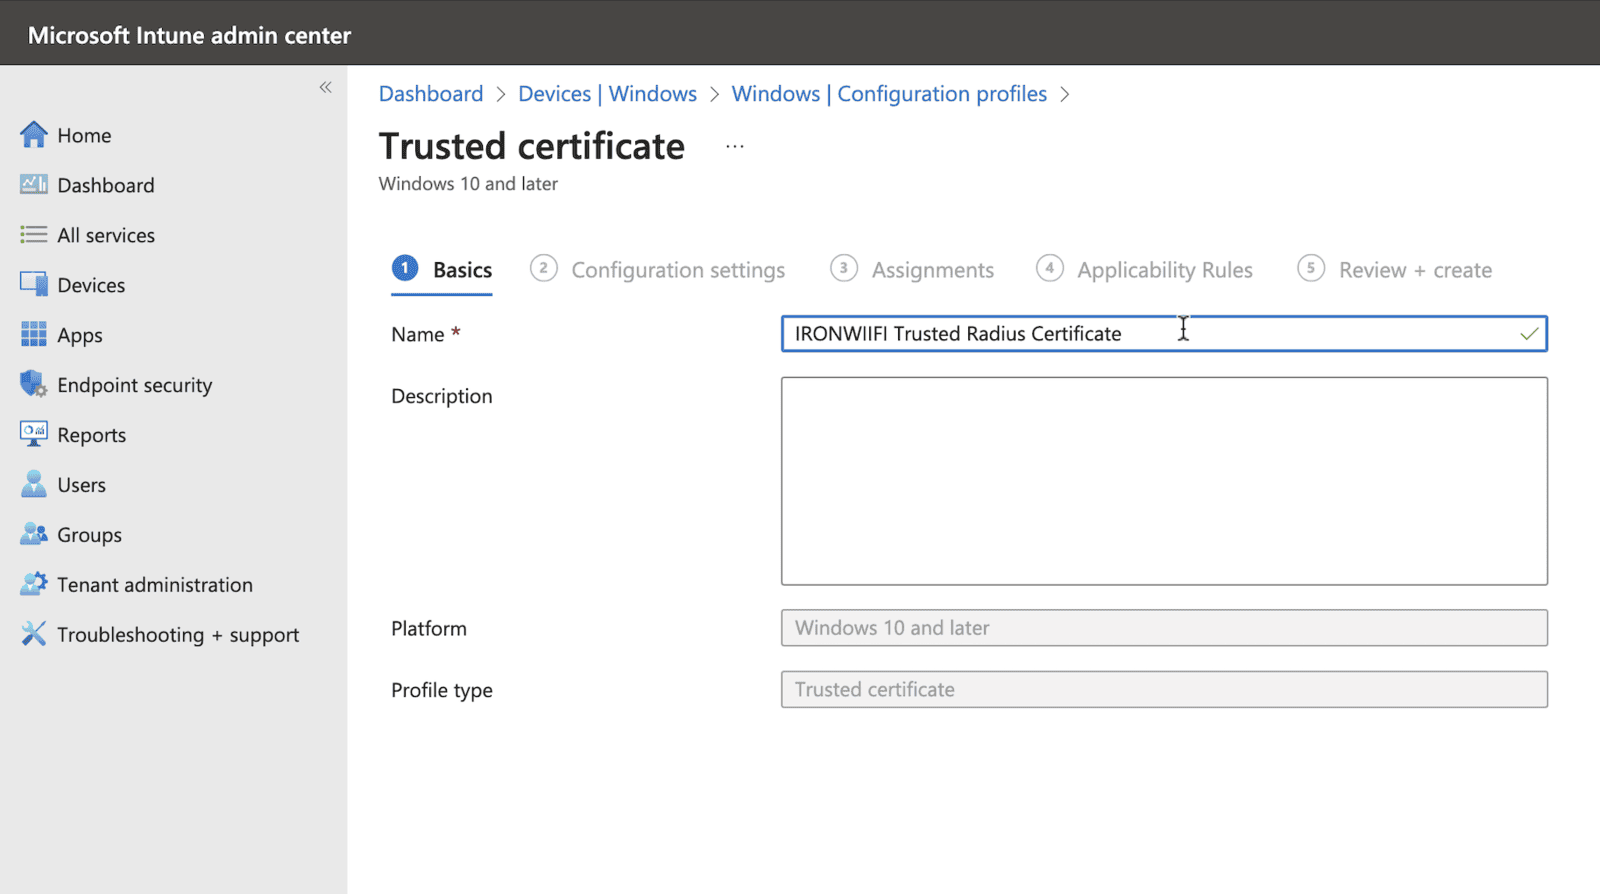 Microsoft Intune admin center
«
Home
Dashboard
All services
Devices
Apps
Endpoint security
Reports
Users
Groups
Tenant administration
Troubleshooting + support
Dashboard > Devices | Windows > Windows | Configuration profiles >
Trusted certificate ...
Windows 10 and later
1 Basics 2 Configuration settings 3 Assignments 4 Applicability Rules 5 Review + create
Name * IRONWIIFI Trusted Radius Certificate
Description
Platform Windows 10 and later
Profile type Trusted certificate